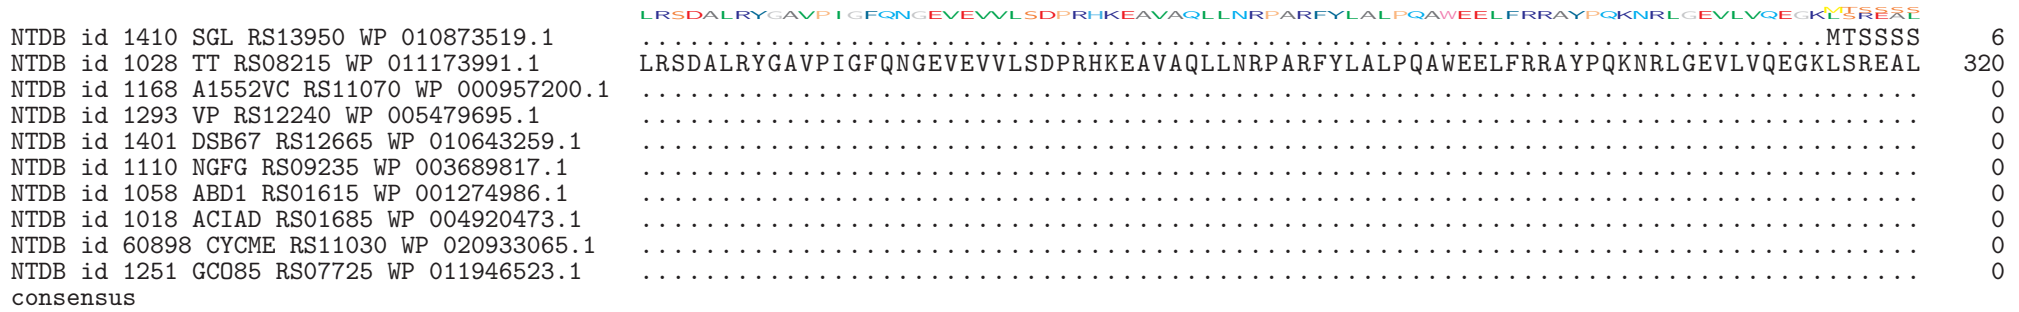 LRSDALRYGAVPIGFQNGEVEVVLSDPRHKEAVAQLLNRPARFYLALPQAWEELFRRAYPQKNRLGEVLVQEGKLSREAL
NTDB id 1410 SGL RS13950 WP 010873519.1 ..........................................................................MTSSSS 6
NTDB id 1028 TT RS08215 WP 011173991.1 LRSDALRYGAVPIGFQNGEVEVVLSDPRHKEAVAQLLNRPARFYLALPQAWEELFRRAYPQKNRLGEVLVQEGKLSREAL 320
NTDB id 1168 A1552VC RS11070 WP 000957200.1 ................................................................................ 0
NTDB id 1293 VP RS12240 WP 005479695.1 ................................................................................ 0
NTDB id 1401 DSB67 RS12665 WP 010643259.1 ................................................................................ 0
NTDB id 1110 NGFG RS09235 WP 003689817.1 ................................................................................ 0
NTDB id 1058 ABD1 RS01615 WP 001274986.1 ................................................................................ 0
NTDB id 1018 ACIAD RS01685 WP 004920473.1 ................................................................................ 0
NTDB id 60898 CYCME RS11030 WP 020933065.1 ................................................................................ 0
NTDB id 1251 GCO85 RS07725 WP 011946523.1 ................................................................................ 0
consensus